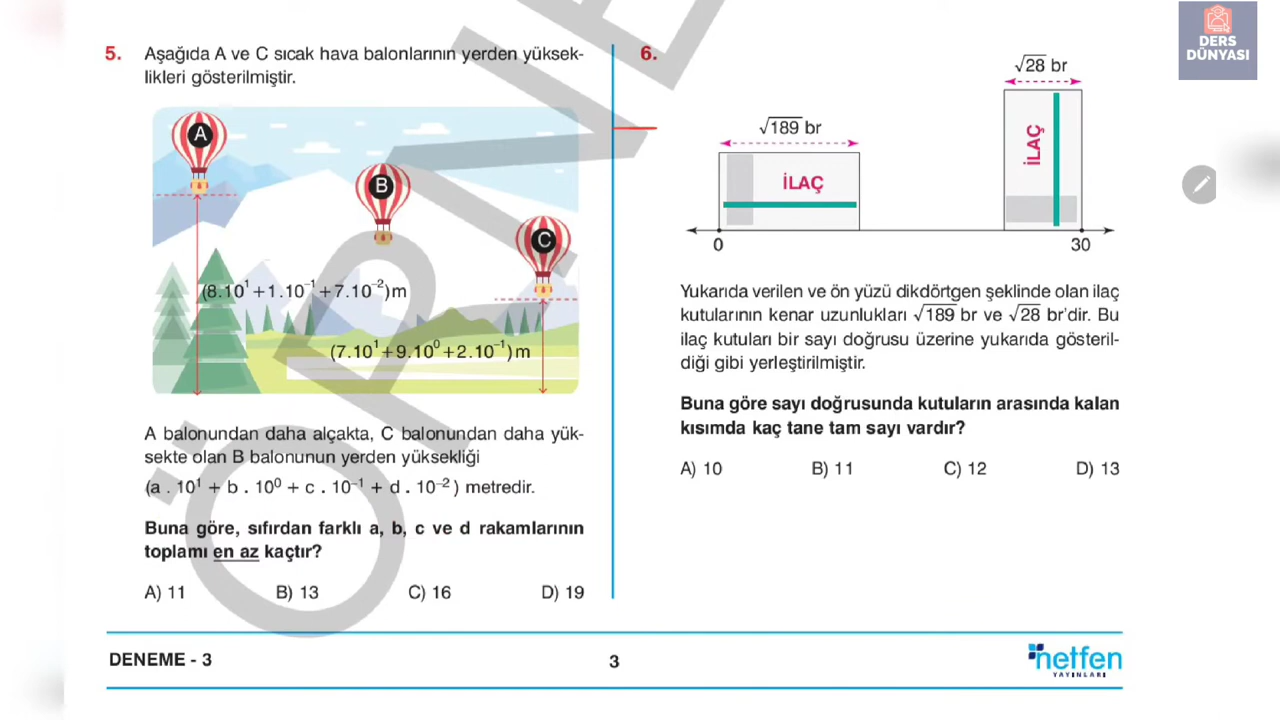 DERS
DÜNYASI
5. Aşağıda A ve C sıcak hava balonlarının yerden yüksek-
likleri gösterilmiştir.
A
B
C
(8.10¹+1.10⁻¹+7.10⁻²)m
(7.10¹+9.10⁰+2.10⁻¹)m
A balonundan daha alçakta, C balonundan daha yük-
sekte olan B balonunun yerden yüksekliği
(a . 10¹ + b . 10⁰ + c . 10⁻¹ + d . 10⁻²) metredir.
Buna göre, sıfırdan farklı a, b, c ve d rakamlarının
toplamı en az kaçtır?
A) 11 B) 13 C) 16 D) 19
6.
√189 br
İLAÇ
√28 br
İLAÇ
0
30
Yukarıda verilen ve ön yüzü dikdörtgen şeklinde olan ilaç
kutularının kenar uzunlukları √189 br ve √28 br'dir. Bu
ilaç kutuları bir sayı doğrusu üzerine yukarıda gösteril-
diği gibi yerleştirilmiştir.
Buna göre sayı doğrusunda kutuların arasında kalan
kısımda kaç tane tam sayı vardır?
A) 10 B) 11 C) 12 D) 13
DENEME - 3
3
netfen
YAYINLARI